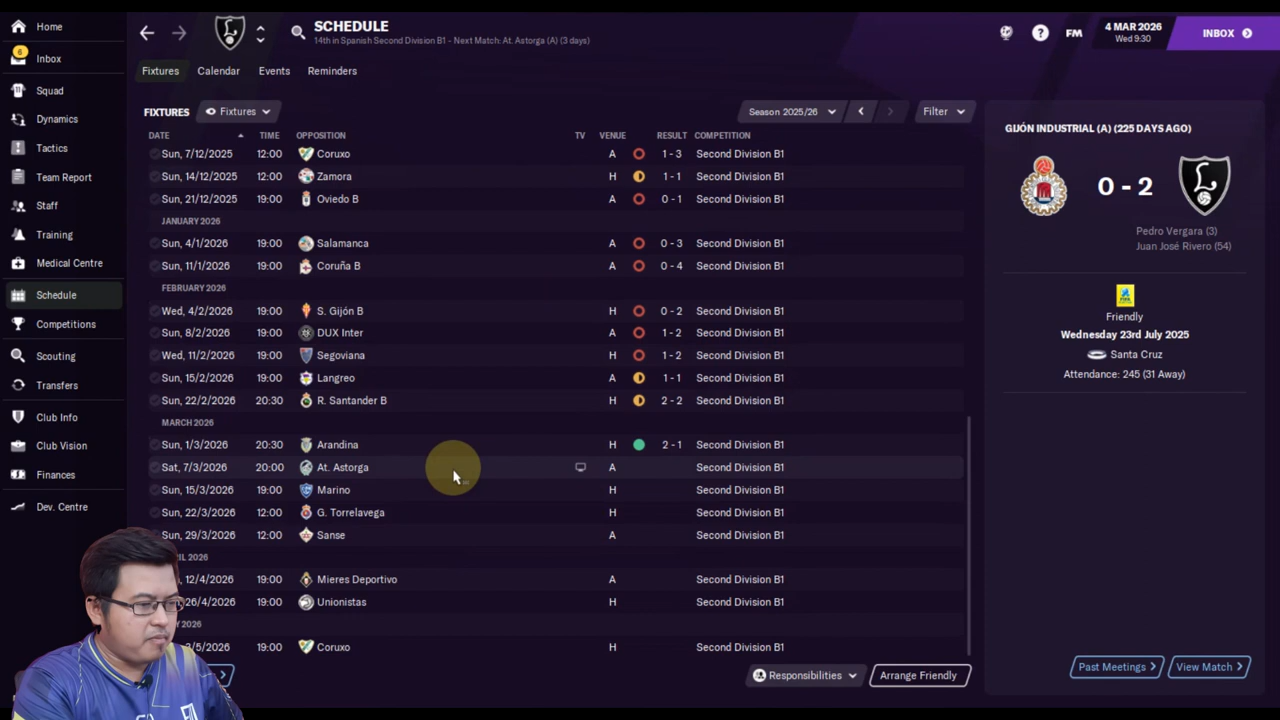 Home
Inbox
6
Squad
Dynamics
Tactics
Team Report
Staff
Training
Medical Centre
Schedule
Competitions
Scouting
Transfers
Club Info
Club Vision
Finances
Dev. Centre
SCHEDULE
14th in Spanish Second Division B1 - Next Match: At. Astorga (A) (3 days)
? FM 4 MAR 2026 INBOX
Wed 9:30
Fixtures Calendar Events Reminders
FIXTURES Fixtures Season 2025/26 Filter
DATE TIME OPPOSITION TV VENUE RESULT COMPETITION
Sun, 7/12/2025 12:00 Coruxo A 1 - 3 Second Division B1
Sun, 14/12/2025 12:00 Zamora H 1 - 1 Second Division B1
Sun, 21/12/2025 19:00 Oviedo B A 0 - 1 Second Division B1
JANUARY 2026
Sun, 4/1/2026 19:00 Salamanca A 0 - 3 Second Division B1
Sun, 11/1/2026 19:00 Coruña B A 0 - 4 Second Division B1
FEBRUARY 2026
Wed, 4/2/2026 19:00 S. Gijón B H 0 - 2 Second Division B1
Sun, 8/2/2026 19:00 DUX Inter A 1 - 2 Second Division B1
Wed, 11/2/2026 19:00 Segoviana H 1 - 2 Second Division B1
Sun, 15/2/2026 19:00 Langreo A 1 - 1 Second Division B1
Sun, 22/2/2026 20:30 R. Santander B H 2 - 2 Second Division B1
MARCH 2026
Sun, 1/3/2026 20:30 Arandina H 2 - 1 Second Division B1
Sat, 7/3/2026 20:00 At. Astorga A Second Division B1
Sun, 15/3/2026 19:00 Marino H Second Division B1
Sun, 22/3/2026 12:00 G. Torrelavega H Second Division B1
Sun, 29/3/2026 12:00 Sanse A Second Division B1
2026
12/4/2026 19:00 Mieres Deportivo A Second Division B1
26/4/2026 19:00 Unionistas H Second Division B1
2026
/5/2026 19:00 Coruxo H Second Division B1
Responsibilities Arrange Friendly
GIJÓN INDUSTRIAL (A) (225 DAYS AGO)
L 0 - 2 L
Pedro Vergara (3)
Juan José Rivero (54)
Friendly
Wednesday 23rd July 2025
Santa Cruz
Attendance: 245 (31 Away)
Past Meetings View Match